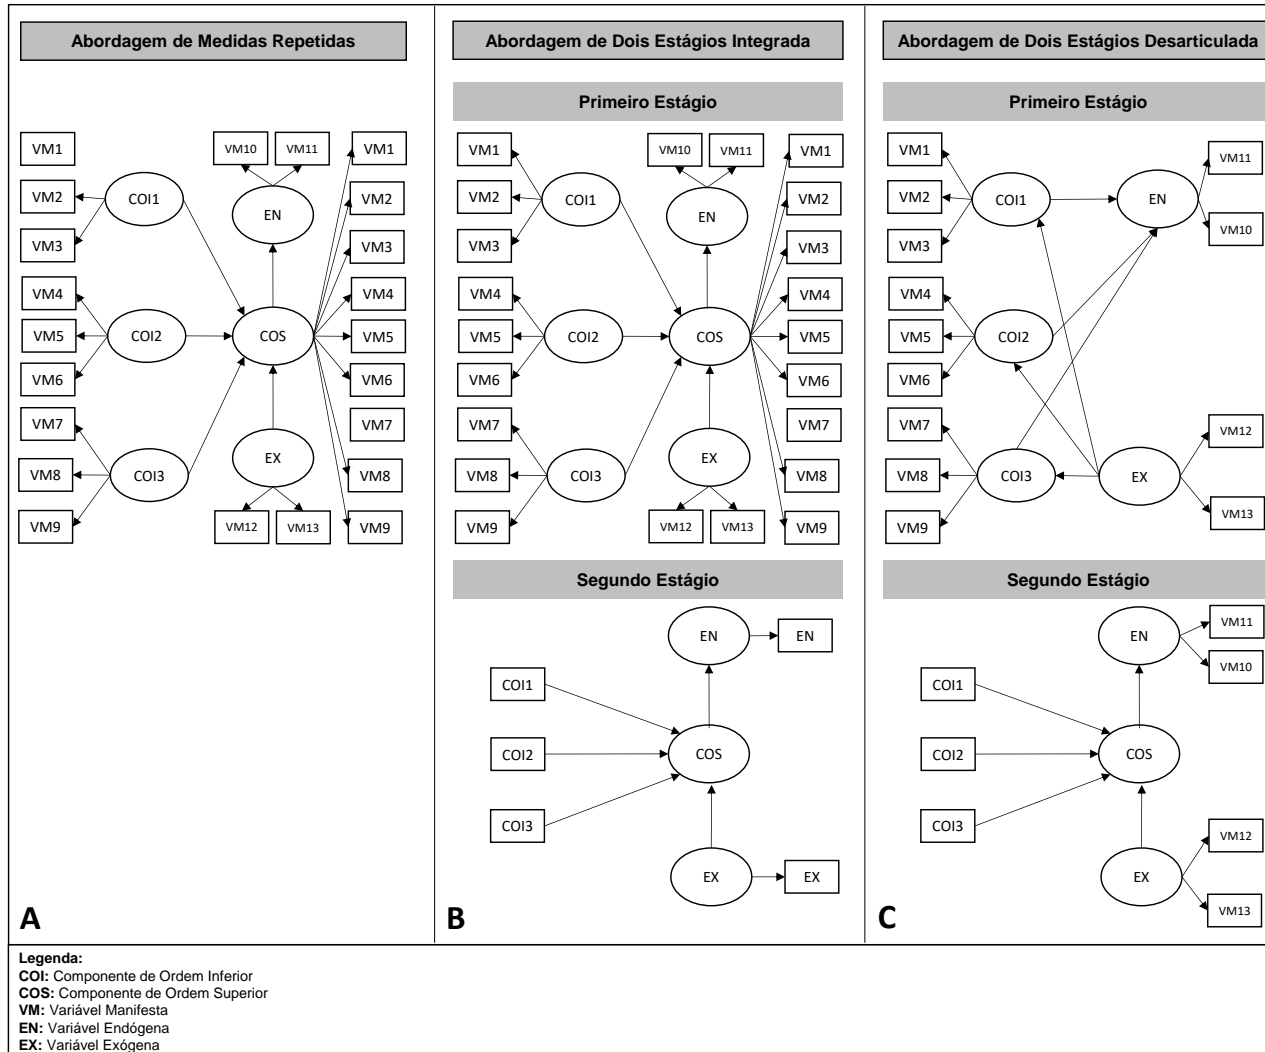 Abordagem de Medidas Repetidas
VM1
VM2
VM3
VM4
VM5
VM6
VM7
VM8
VM9
COI1
COI2
COI3
VM10
VM11
EN
COS
EX
VM12
VM13
VM1
VM2
VM3
VM4
VM5
VM6
VM7
VM8
VM9
A
Abordagem de Dois Estágios Integrada
Primeiro Estágio
VM1
VM2
VM3
VM4
VM5
VM6
VM7
VM8
VM9
COI1
COI2
COI3
VM10
VM11
EN
COS
EX
VM12
VM13
VM1
VM2
VM3
VM4
VM5
VM6
VM7
VM8
VM9
Segundo Estágio
EN
EN
COI1
COI2
COI3
COS
EX
EX
B
Abordagem de Dois Estágios Desarticulada
Primeiro Estágio
VM1
VM2
VM3
VM4
VM5
VM6
VM7
VM8
VM9
COI1
COI2
COI3
EN
VM11
VM10
EX
VM12
VM13
Segundo Estágio
EN
VM11
VM10
COI1
COI2
COI3
COS
EX
VM12
VM13
C
Legenda:
COI: Componente de Ordem Inferior
COS: Componente de Ordem Superior
VM: Variável Manifesta
EN: Variável Endógena
EX: Variável Exógena